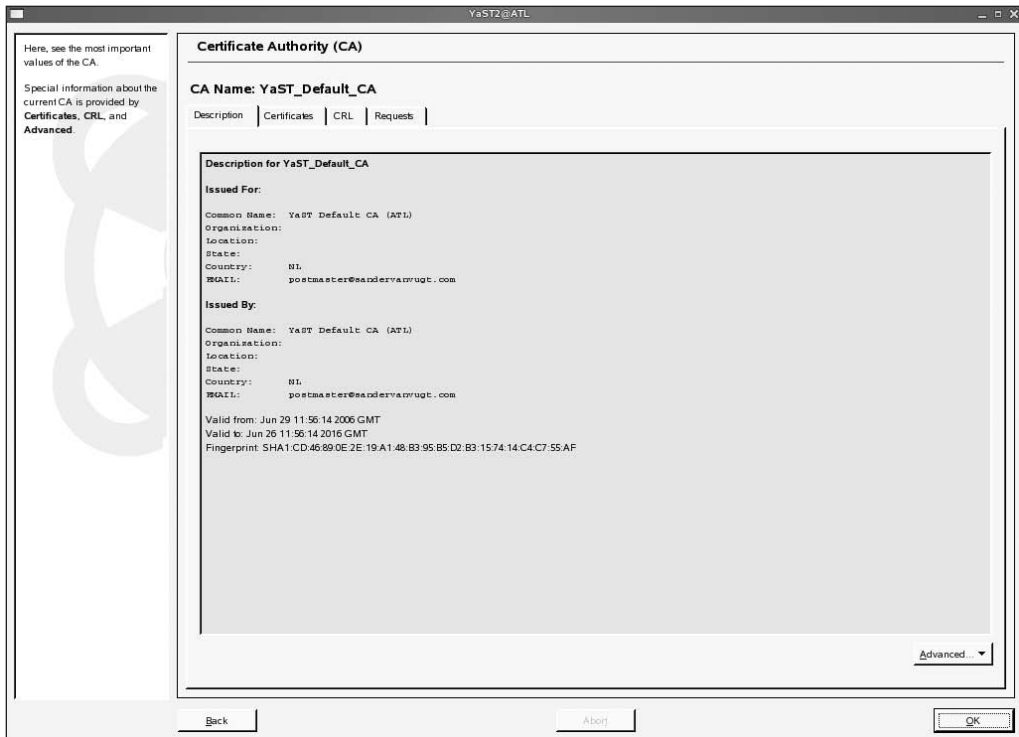 YaST2@ATL
Here, see the most important
values of the CA.
Special information about the
current CA is provided by
Certificates, CRL, and
Advanced.
Certificate Authority (CA)
CA Name: YaST_Default_CA
Description Certificates CRL Requests
Description for YaST_Default_CA
Issued For:
Common Name: YaST Default CA (ATL)
Organization:
Location:
State:
Country: NL
EMAIL: postmaster@sandervanvugt.com
Issued By:
Common Name: YaST Default CA (ATL)
Organization:
Location:
State:
Country: NL
EMAIL: postmaster@sandervanvugt.com
Valid from: Jun 29 11:56:14 2006 GMT
Valid to: Jun 26 11:56:14 2016 GMT
Fingerprint: SHA1:CD:46:89:0E:2E:19:A1:48:B3:95:B5:D2:B3:15:74:14:C4:C7:55:AF
Advanced...
Back Abort OK